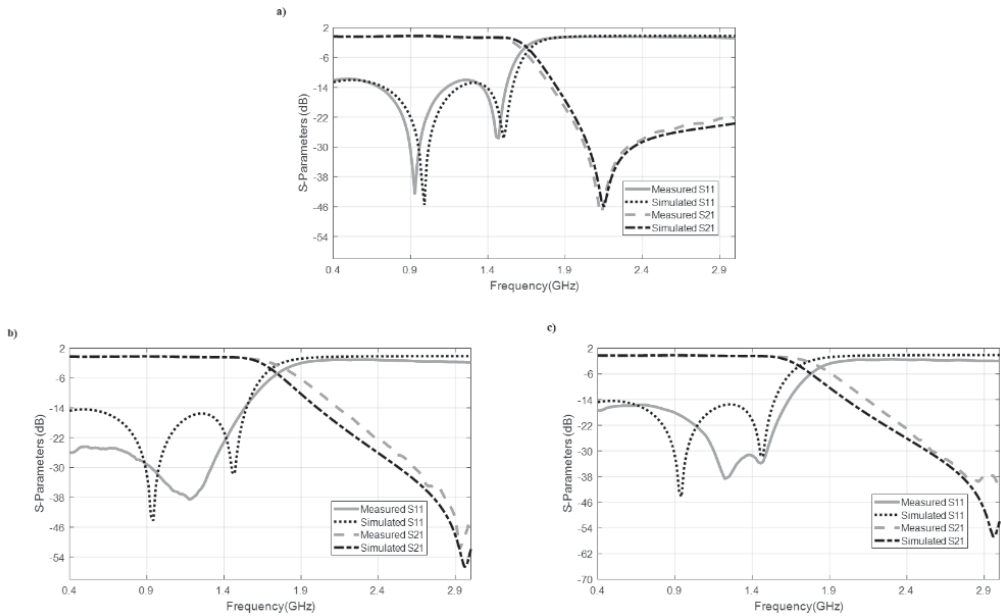 a)
2
-6
-14
-22
-30
-38
-46
-54
S-Parameters (dB)
Measured S11
Simulated S11
Measured S21
Simulated S21
0.4 0.9 1.4 1.9 2.4 2.9
Frequency(GHz)
b)
2
-6
-14
-22
-30
-38
-46
-54
S-Parameters (dB)
Measured S11
Simulated S11
Measured S21
Simulated S21
0.4 0.9 1.4 1.9 2.4 2.9
Frequency(GHz)
c)
2
-6
-14
-22
-30
-38
-46
-54
-62
-70
S-Parameters (dB)
Measured S11
Simulated S11
Measured S21
Simulated S21
0.4 0.9 1.4 1.9 2.4 2.9
Frequency(GHz)